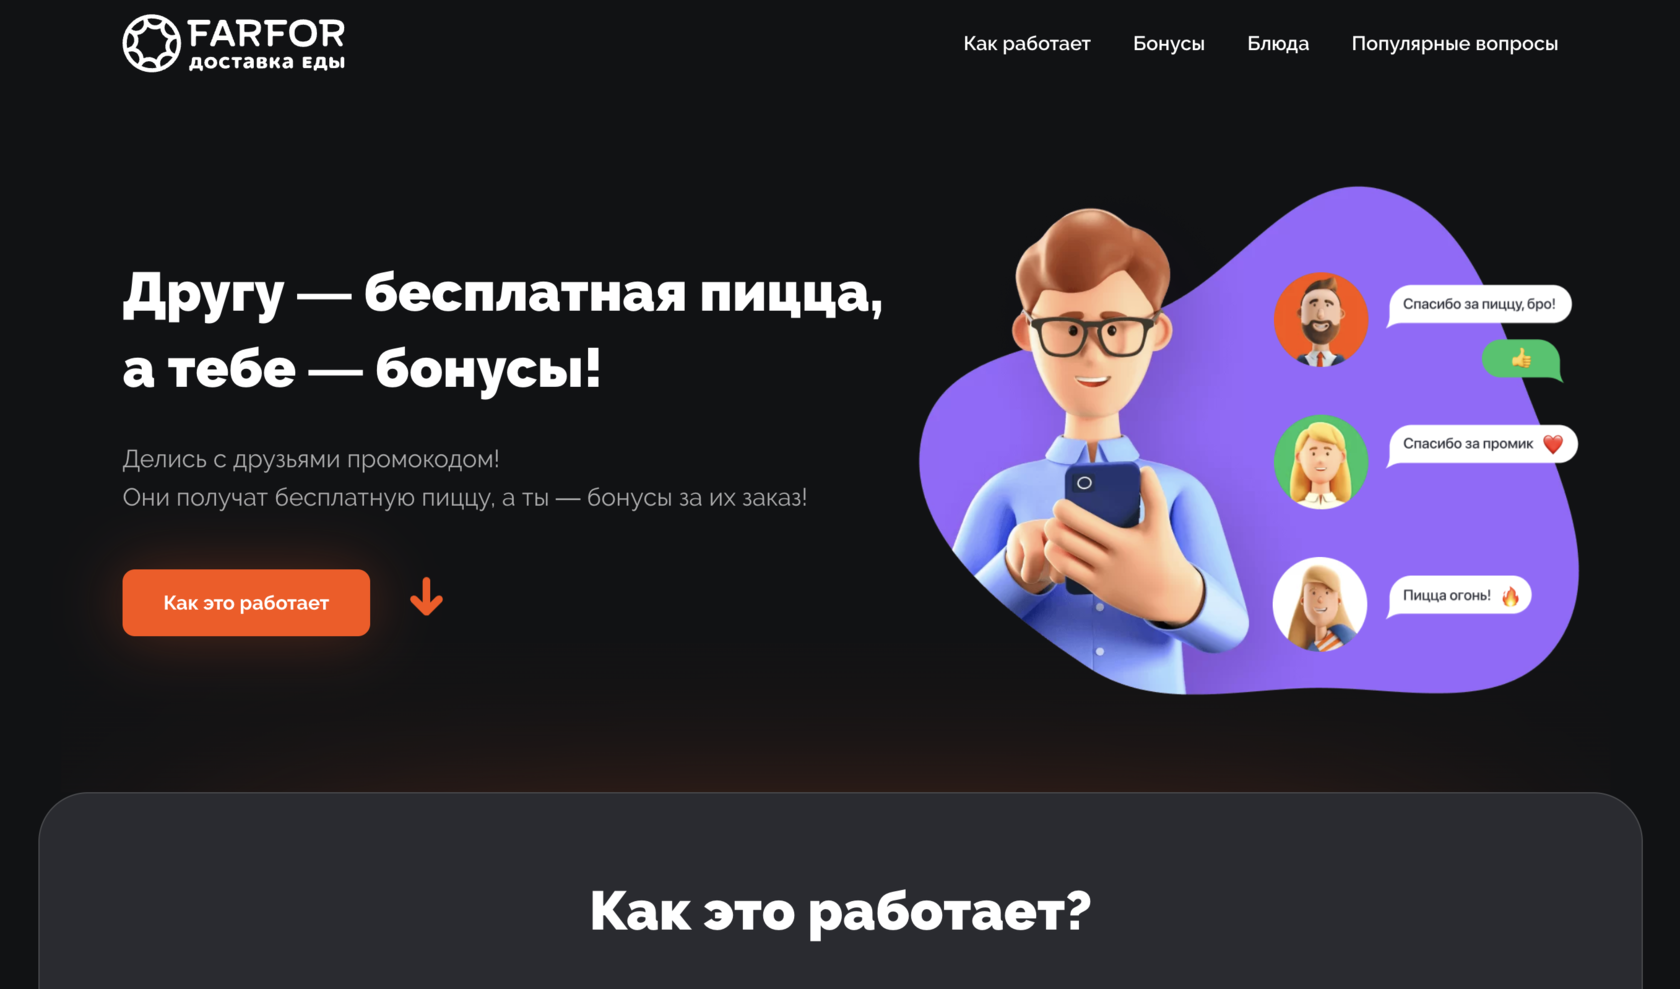 FARFOR
доставка еды
Как работает
Бонусы
Блюда
Популярные вопросы
Другу — бесплатная пицца,
а тебе — бонусы!
Делись с друзьями промокодом!
Они получат бесплатную пиццу, а ты — бонусы за их заказ!
Как это работает
Спасибо за пиццу, бро!
👍
Спасибо за промик ❤️
Пицца огонь! 🔥
Как это работает?